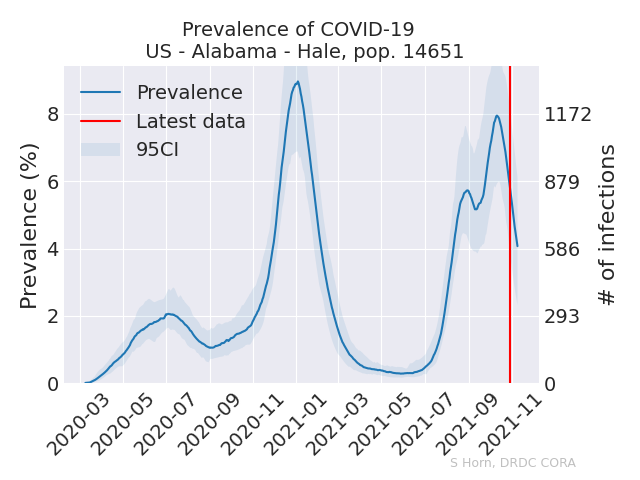 Prevalence of COVID-19
US - Alabama - Hale, pop. 14651
Prevalence
Latest data
95CI
Prevalence (%)
8
6
4
2
0
1172
879
586
293
0
# of infections
2020-03
2020-05
2020-07
2020-09
2020-11
2021-01
2021-03
2021-05
2021-07
2021-09
2021-11
S Horn, DRDC CORA